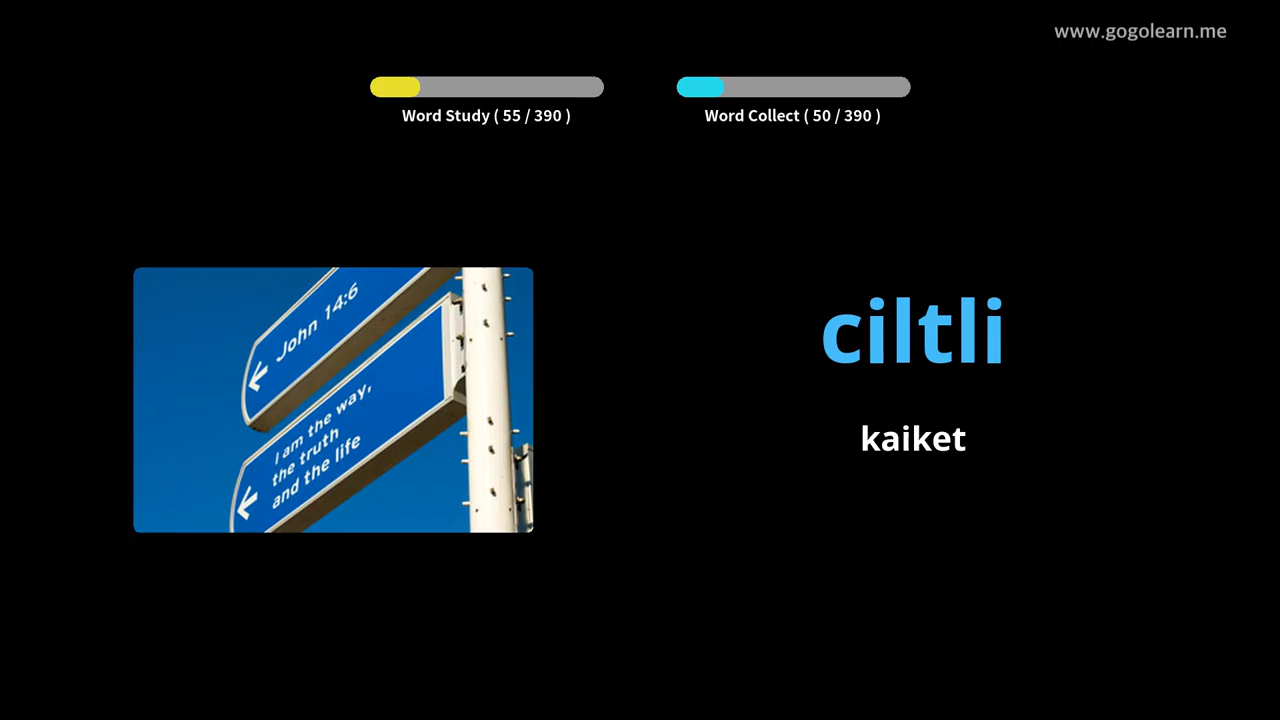 www.gogolearn.me
Word Study ( 55 / 390 )
Word Collect ( 50 / 390 )
John 14:6
I am the way,
the truth
and the life
ciltli
kaiket